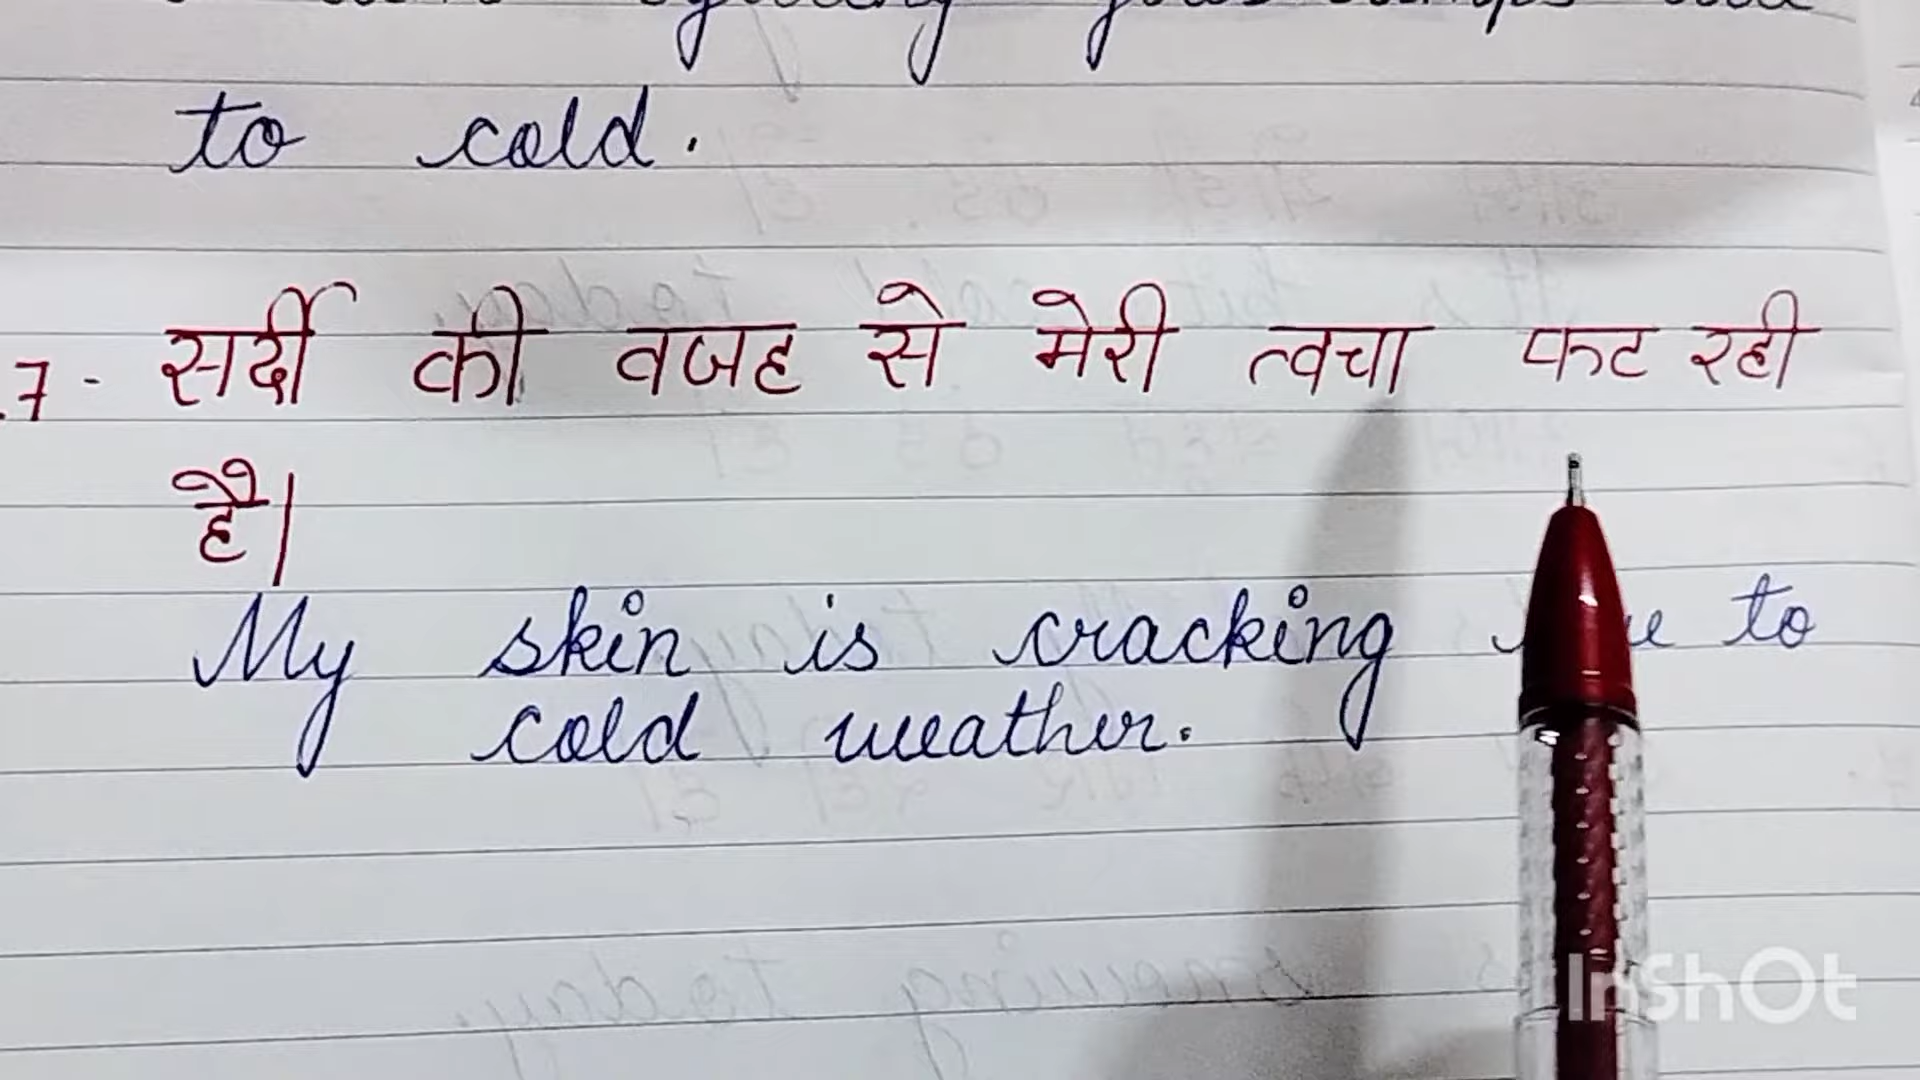 to cold.
.7- सर्दी की वजह से मेरी त्वचा फट रही
है।
My skin is cracking to
cold weather.
InShOt